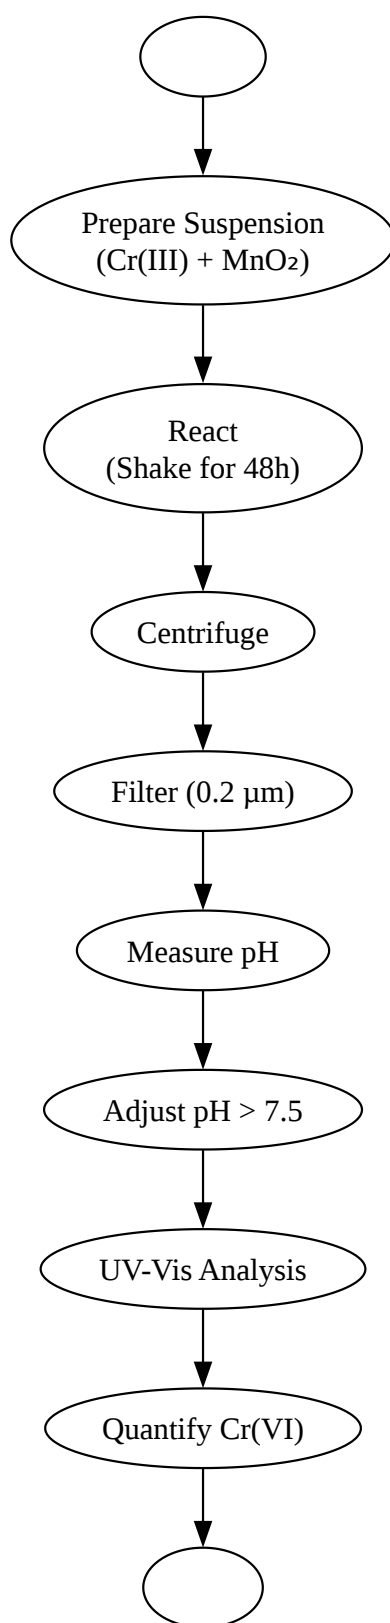 Prepare Suspension
(Cr(III) + MnO₂)
React
(Shake for 48h)
Centrifuge
Filter (0.2 µm)
Measure pH
Adjust pH > 7.5
UV-Vis Analysis
Quantify Cr(VI)